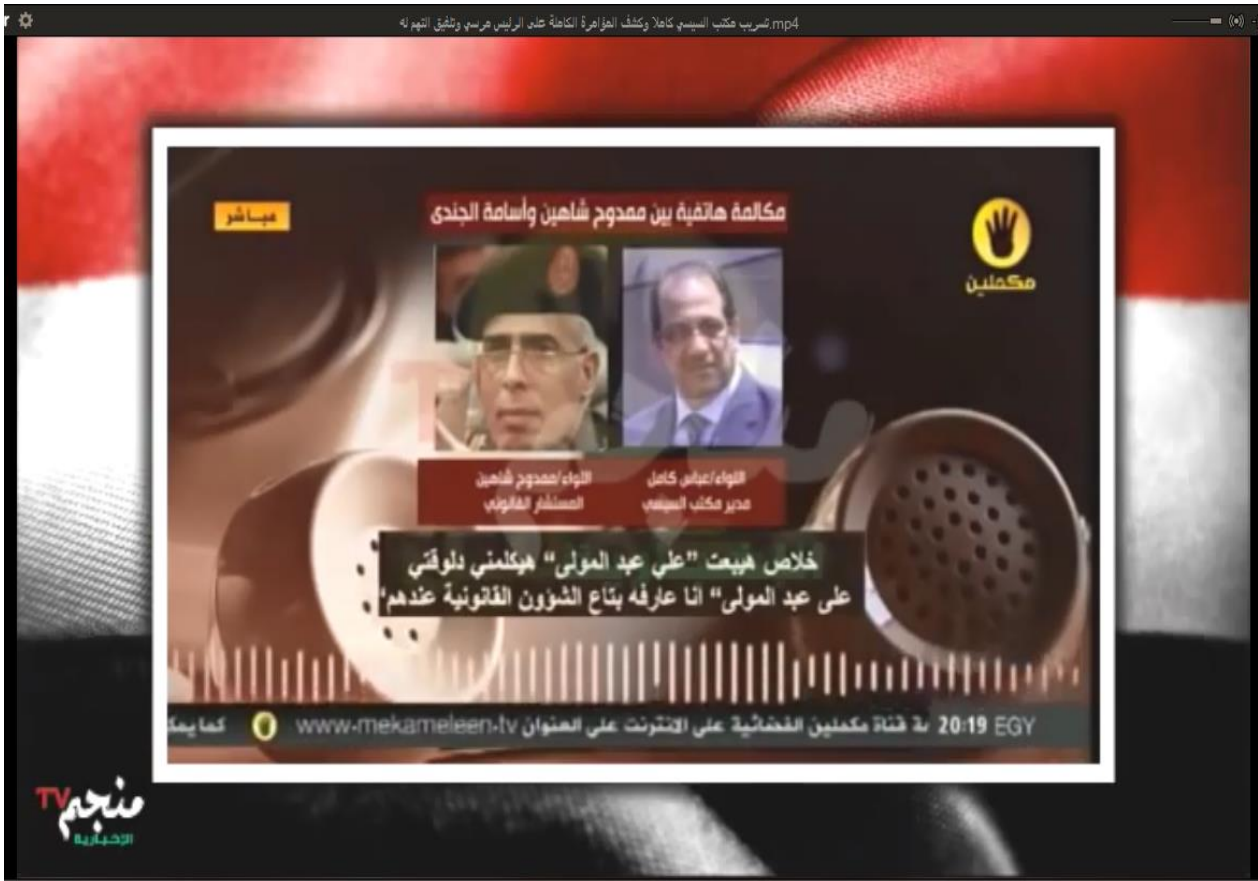 تسريب مكتب السيسي كاملا وكشف المؤامرة الكاملة على الرئيس مرسي وتلفيق التهم له.mp4
مباشر
مكالمة هاتفية بين ممدوح شاهين وأسامة الجندى
مكملين
اللواء/عباس كامل
مدير مكتب السيسي
اللواء/ممدوح شاهين
المستشار القانوني
خلاص هيبعت "علي عبد المولى" هيكلمني دلوقتي
على عبد المولى" انا عارفه بتاع الشؤون القانونية عندهم"
20:19 EGY
قناة مكملين الفضائية على الانترنت على العنوان www.mekameleen.tv
كما
منجم TV
الإخبارية